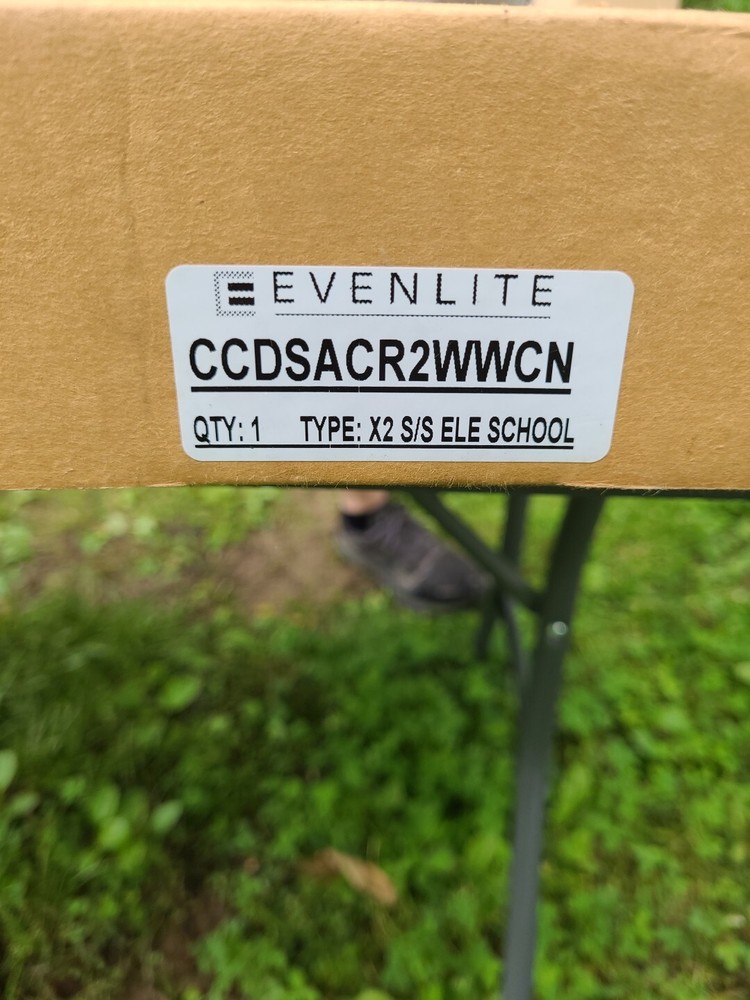 EVENLITE
CCDSACR2WWCN
QTY: 1 TYPE: X2 S/S ELE SCHOOL